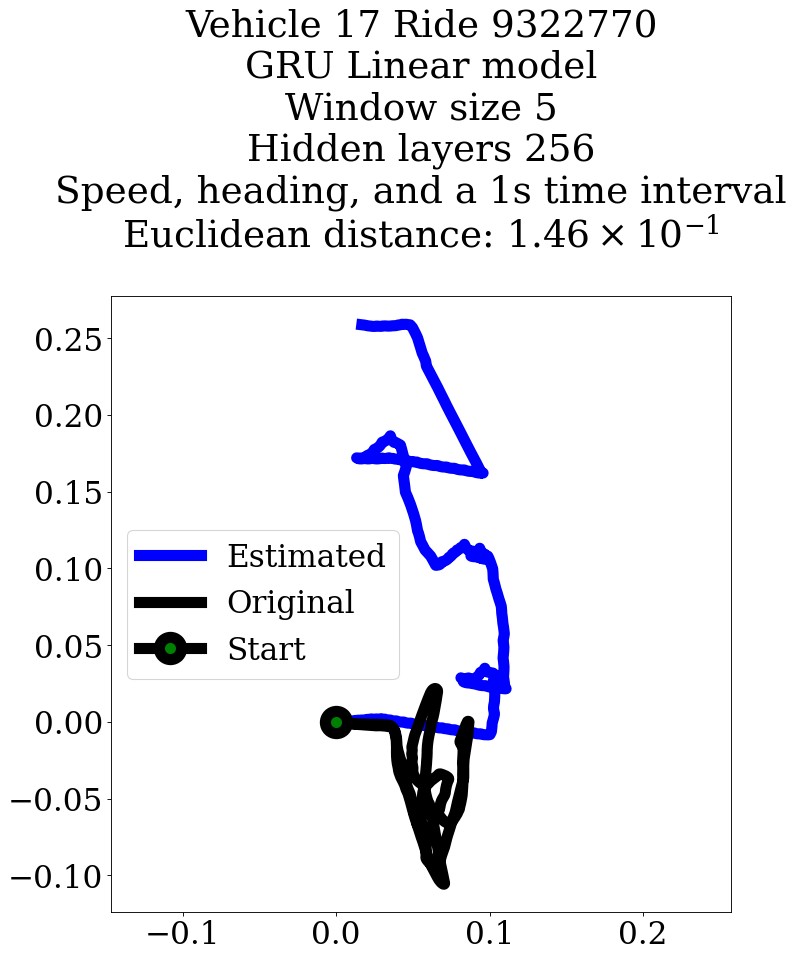 Vehicle 17 Ride 9322770
GRU Linear model
Window size 5
Hidden layers 256
Speed, heading, and a 1s time interval
Euclidean distance: 1.46 × 10⁻¹
0.25
0.20
0.15
0.10
0.05
0.00
−0.05
−0.10
Estimated
Original
Start
−0.1
0.0
0.1
0.2